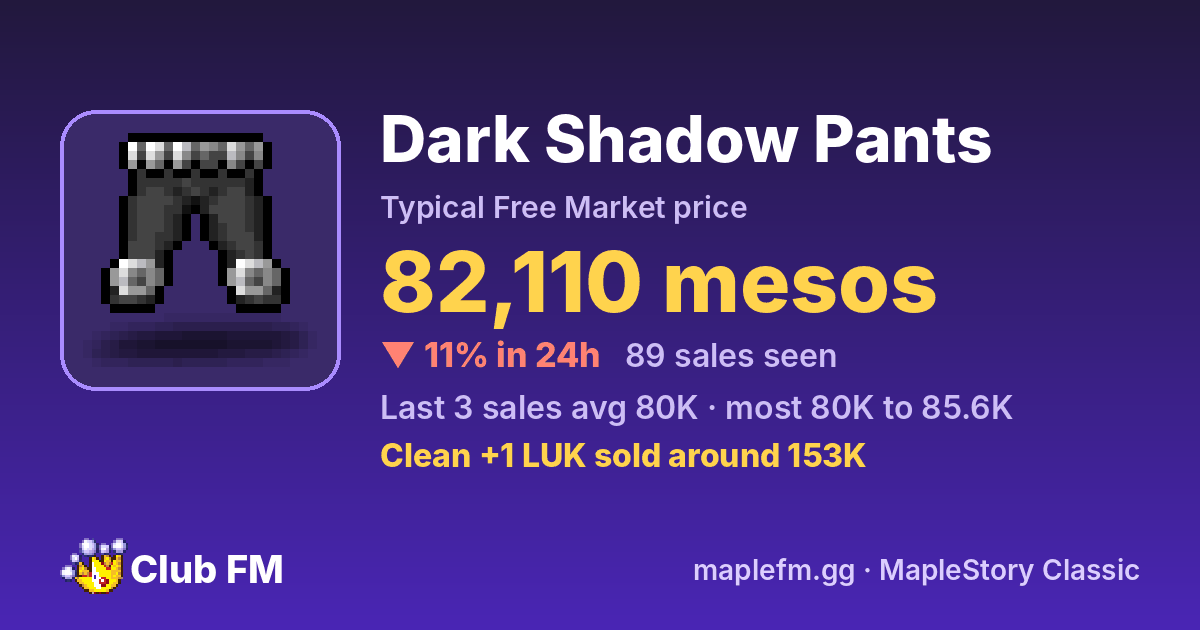 Dark Shadow Pants
Typical Free Market price
82,110 mesos
▼ 11% in 24h 89 sales seen
Last 3 sales avg 80K · most 80K to 85.6K
Clean +1 LUK sold around 153K
Club FM
maplefm.gg · MapleStory Classic